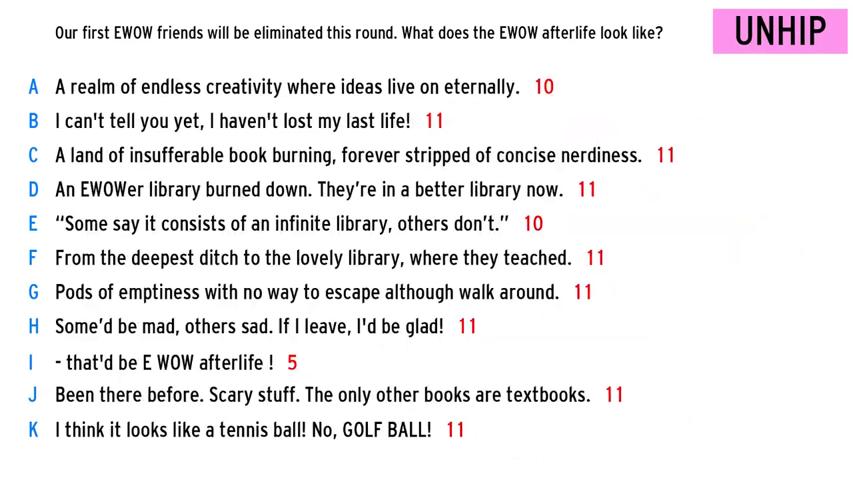 Our first EWOW friends will be eliminated this round. What does the EWOW afterlife look like?
UNHIP
A A realm of endless creativity where ideas live on eternally. 10
B I can't tell you yet, I haven't lost my last life! 11
C A land of insufferable book burning, forever stripped of concise nerdiness. 11
D An EWOWer library burned down. They’re in a better library now. 11
E “Some say it consists of an infinite library, others don’t.” 10
F From the deepest ditch to the lovely library, where they teached. 11
G Pods of emptiness with no way to escape although walk around. 11
H Some’d be mad, others sad. If I leave, I'd be glad! 11
I - that'd be E WOW afterlife ! 5
J Been there before. Scary stuff. The only other books are textbooks. 11
K I think it looks like a tennis ball! No, GOLF BALL! 11